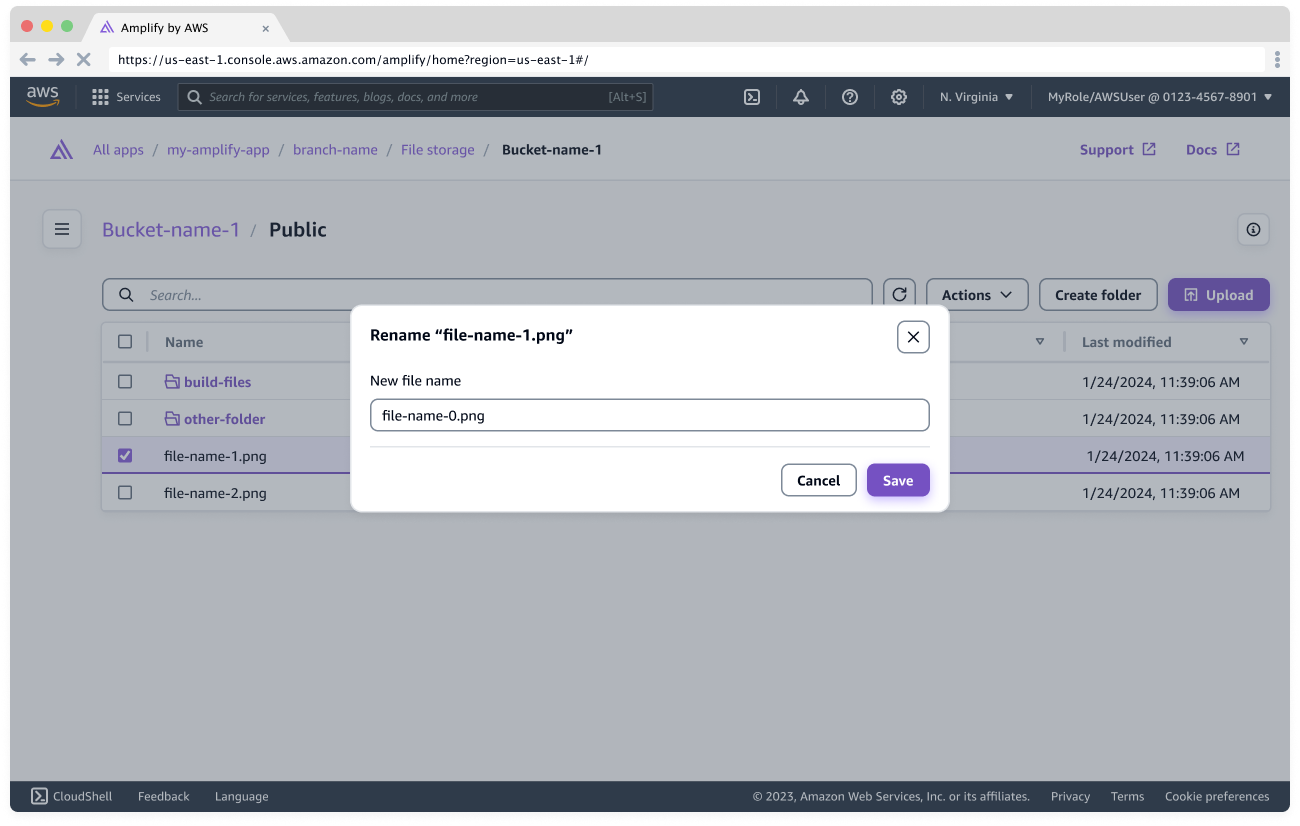 Amplify by AWS
https://us-east-1.console.aws.amazon.com/amplify/home?region=us-east-1#/
aws Services Search for services, features, blogs, docs, and more [Alt+S] N. Virginia MyRole/AWSUser @ 0123-4567-8901
All apps / my-amplify-app / branch-name / File storage / Bucket-name-1 Support Docs
Bucket-name-1 / Public
Search... Actions Create folder Upload
Name Last modified
build-files 1/24/2024, 11:39:06 AM
other-folder 1/24/2024, 11:39:06 AM
file-name-1.png 1/24/2024, 11:39:06 AM
file-name-2.png 1/24/2024, 11:39:06 AM
Rename “file-name-1.png”
New file name
file-name-0.png
Cancel Save
CloudShell Feedback Language © 2023, Amazon Web Services, Inc. or its affiliates. Privacy Terms Cookie preferences